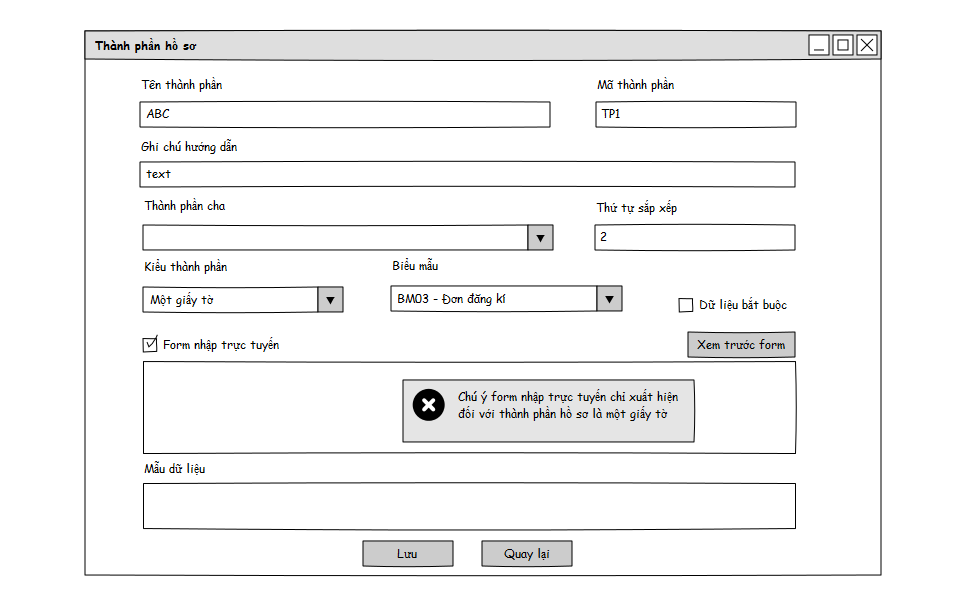 Thành phần hồ sơ
Tên thành phần
Mã thành phần
ABC
TP1
Ghi chú hướng dẫn
text
Thành phần cha
Thứ tự sắp xếp
2
Kiểu thành phần
Biểu mẫu
Một giấy tờ
BM03 - Đơn đăng kí
Dữ liệu bắt buộc
Form nhập trực tuyến
Xem trước form
Chú ý form nhập trực tuyến chỉ xuất hiện
đối với thành phần hồ sơ là một giấy tờ
Mẫu dữ liệu
Lưu
Quay lại